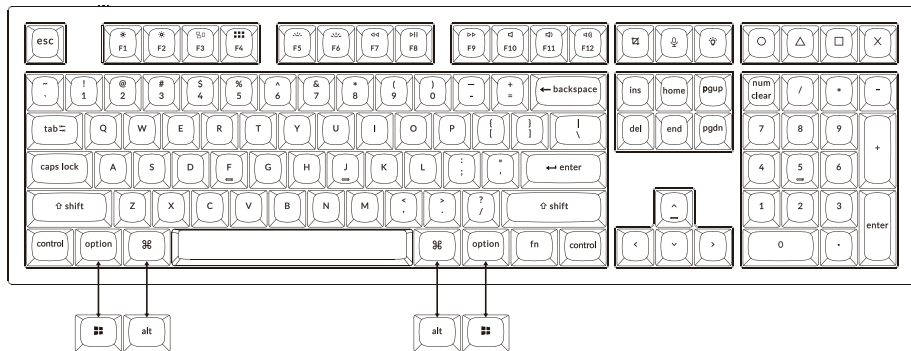 esc F1 F2 F3 F4 F5 F6 F7 F8 F9 F10 F11 F12
~ ! @ # $ % ^ & * ( ) — +
` 1 2 3 4 5 6 7 8 9 0 - = ← backspace ins home pgup num clear / * -
tab Q W E R T Y U I O P { [ } ] | \ del end pgdn 7 8 9 +
caps lock A S D F G H J K L : ; " ' ↵ enter 4 5 6
⇧ shift Z X C V B N M < , > . ? / ⇧ shift ^ 1 2 3 enter
control option ⌘ ⌘ option fn control < ⌄ > 0 .
alt alt